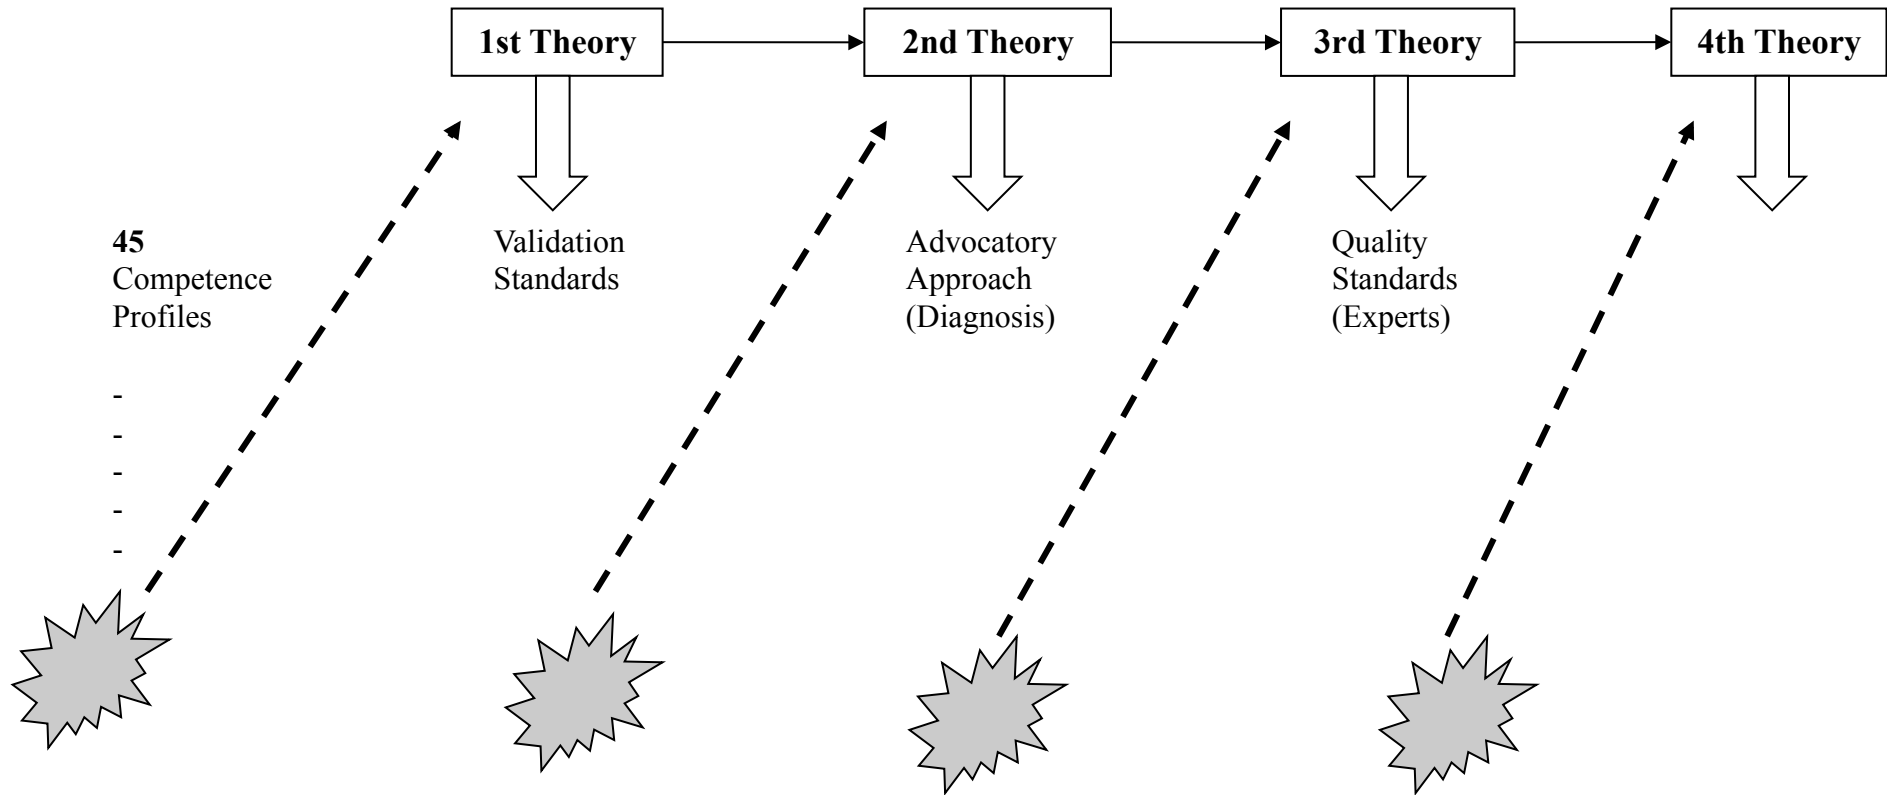 1st Theory
2nd Theory
3rd Theory
4th Theory
45
Competence
Profiles
-
-
-
-
-
Validation
Standards
Advocatory
Approach
(Diagnosis)
Quality
Standards
(Experts)